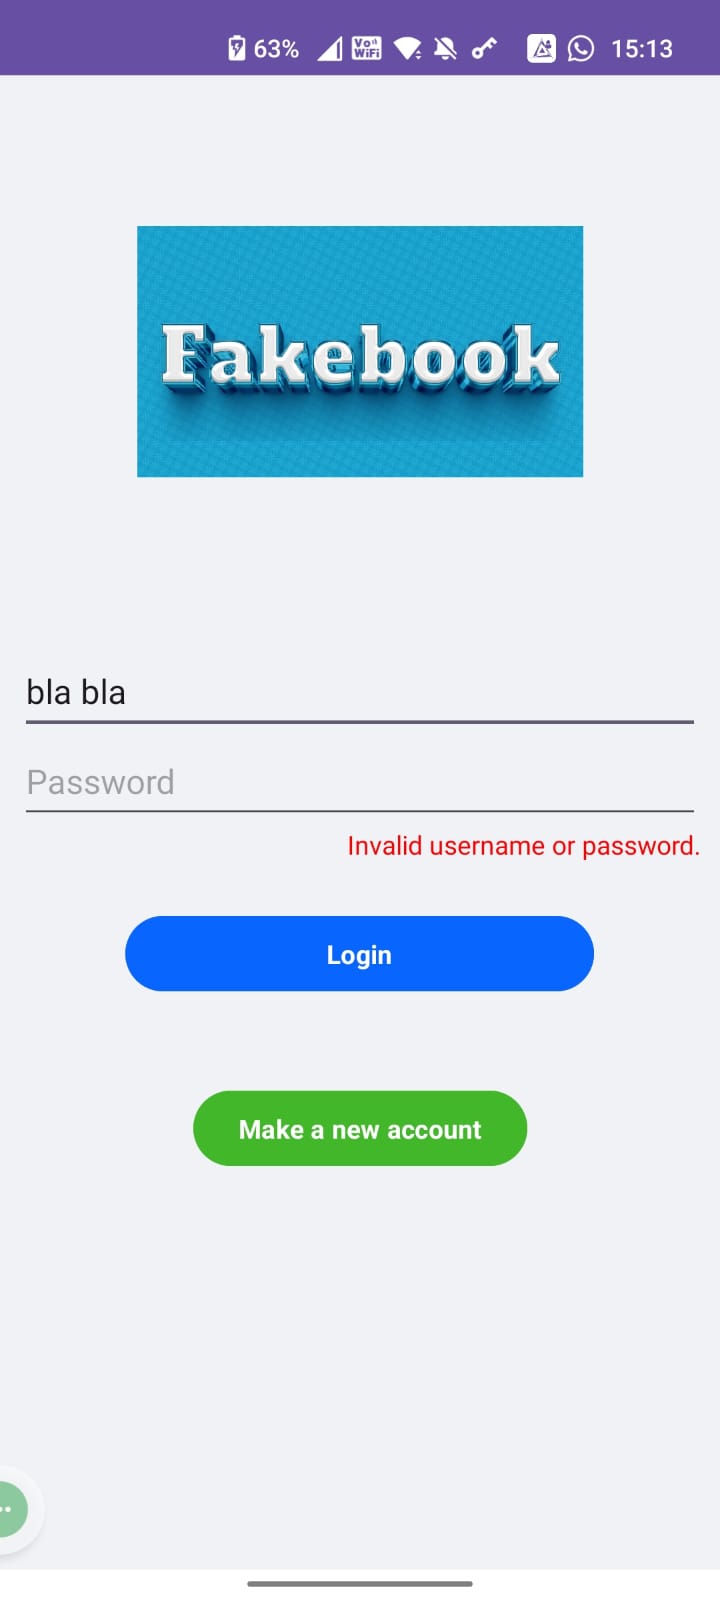 63% Vo WiFi 15:13
Fakebook
bla bla
Password
Invalid username or password.
Login
Make a new account